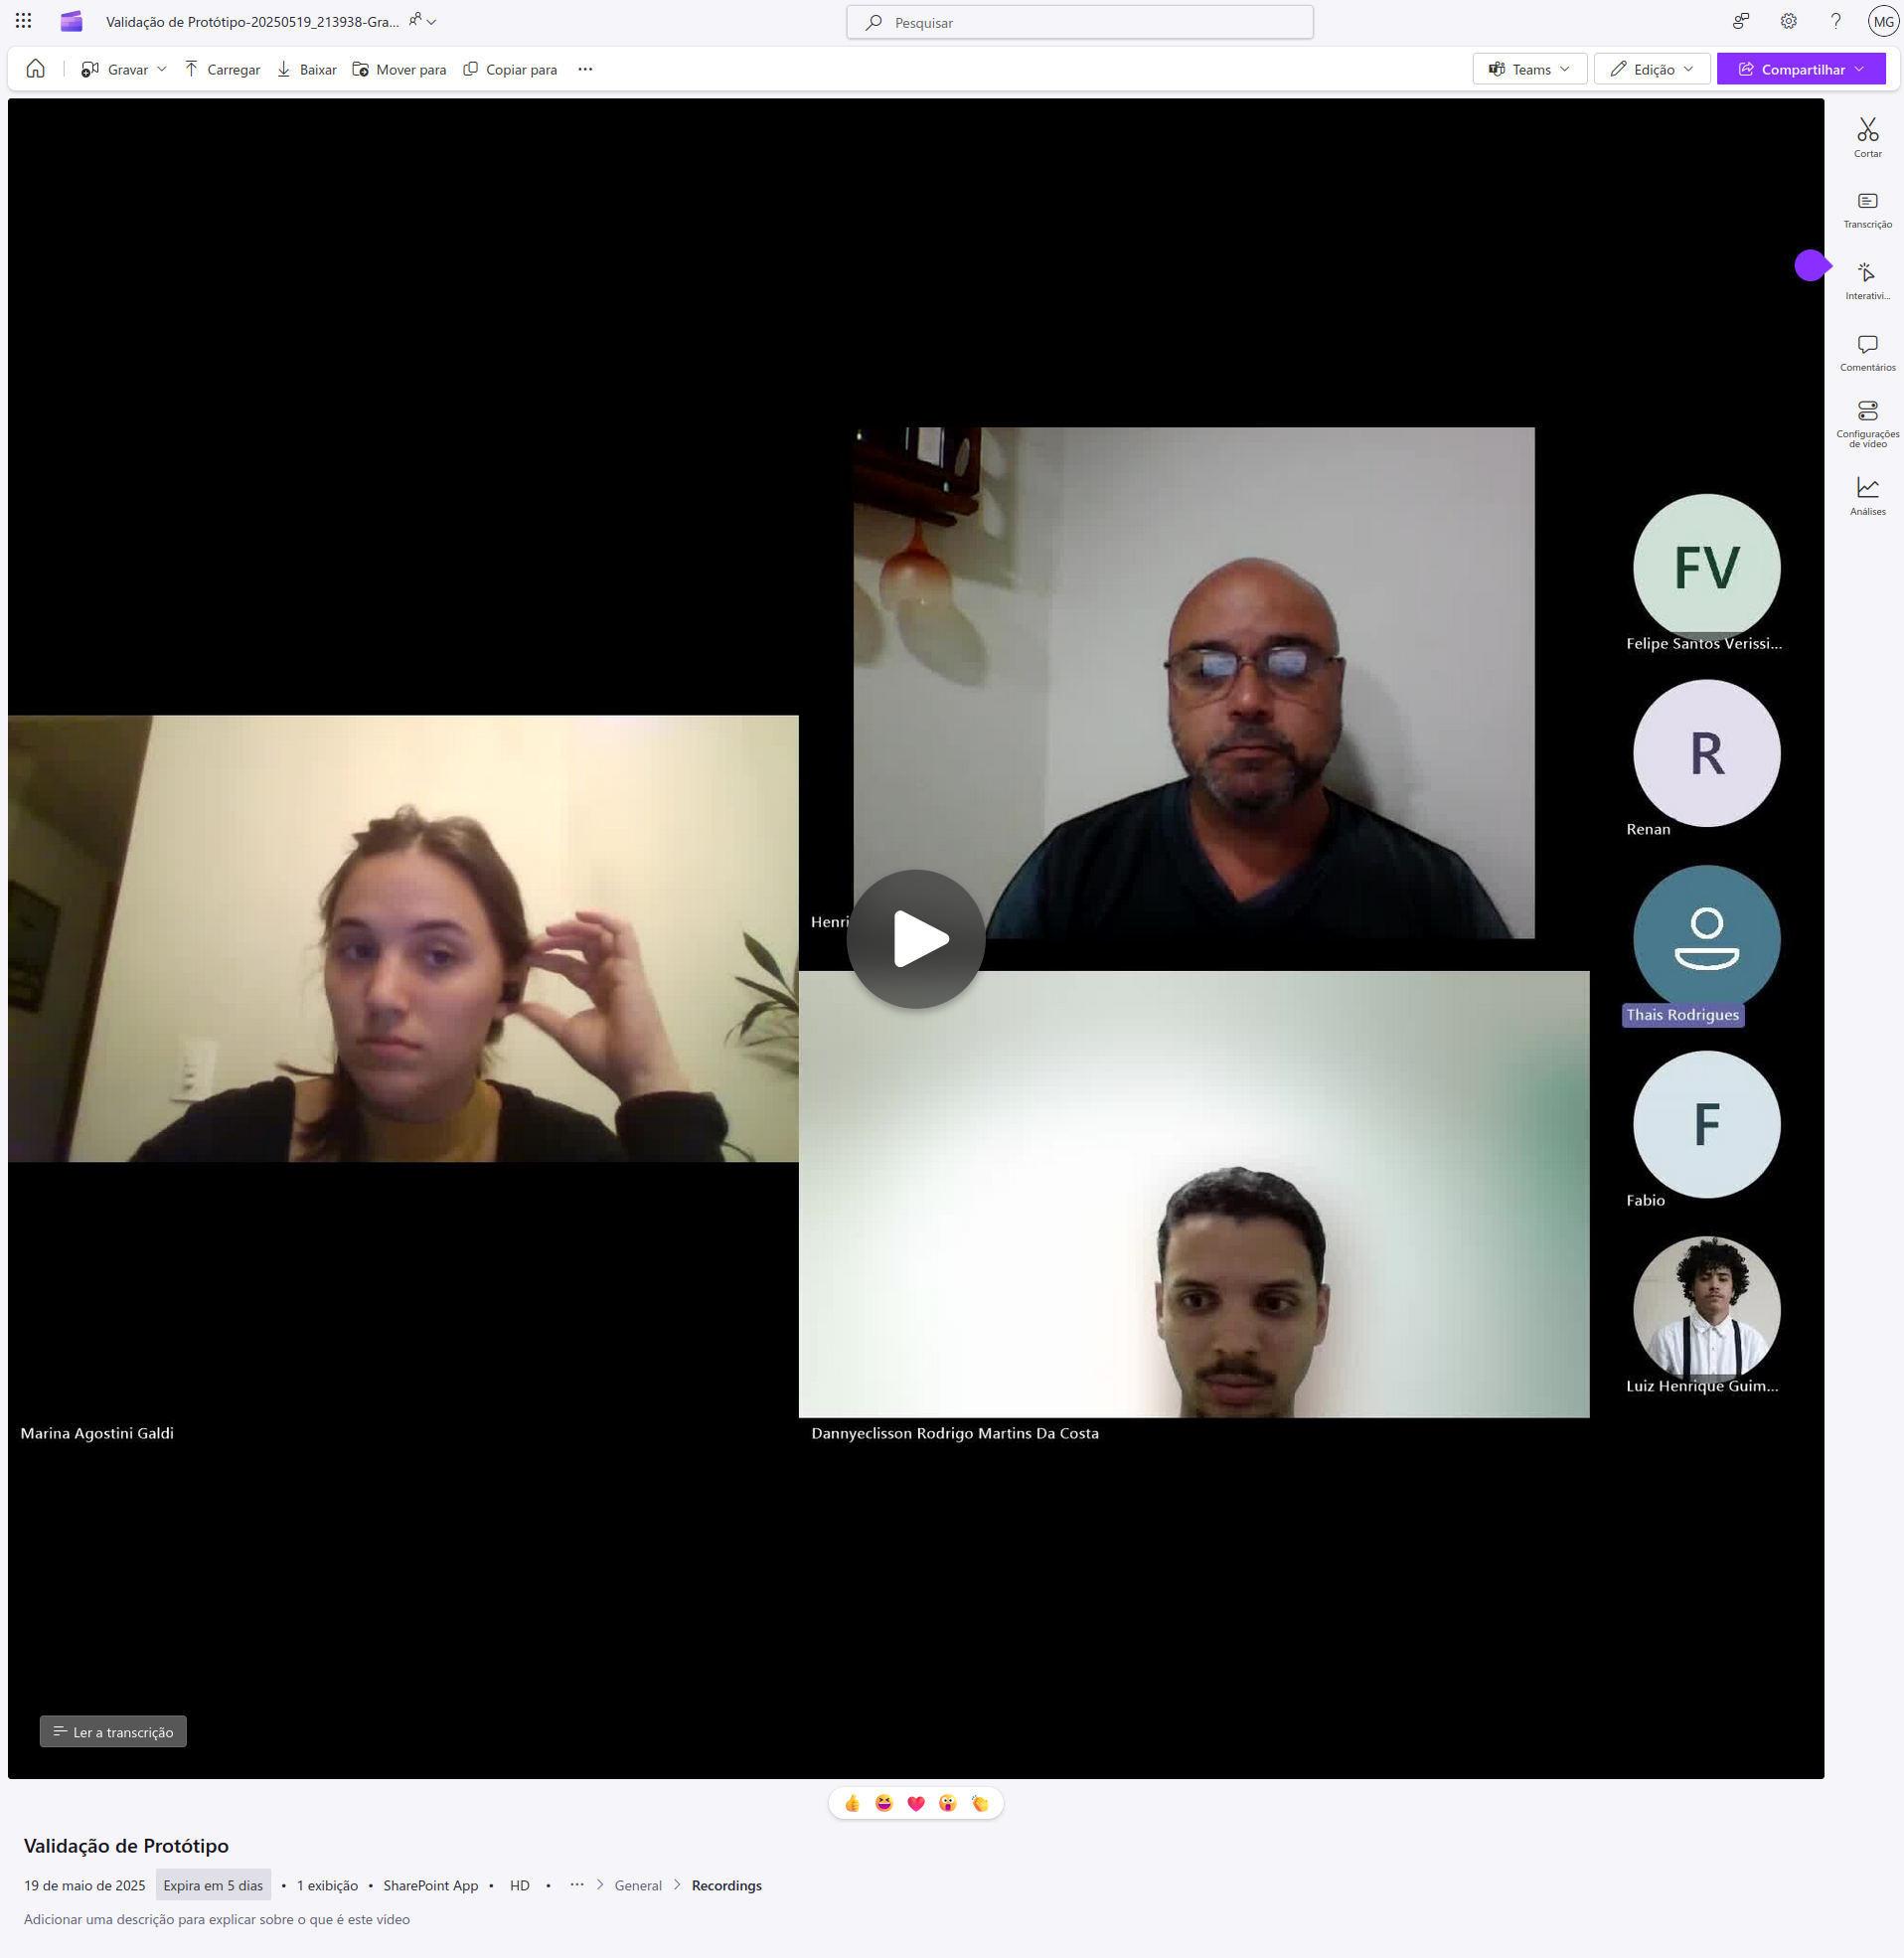 Validação de Protótipo-20250519_213938-Gra...
Pesquisar
MG
Gravar
Carregar
Baixar
Mover para
Copiar para
Teams
Edição
Compartilhar
Cortar
Transcrição
Interativi...
Comentários
Configurações
de vídeo
Análises
FV
Felipe Santos Verissi...
R
Renan
Henri
Thais Rodrigues
F
Fabio
Luiz Henrique Guim...
Marina Agostini Galdi
Dannyeclisson Rodrigo Martins Da Costa
Ler a transcrição
Validação de Protótipo
19 de maio de 2025 Expira em 5 dias • 1 exibição • SharePoint App • HD • ... > General > Recordings
Adicionar uma descrição para explicar sobre o que é este vídeo